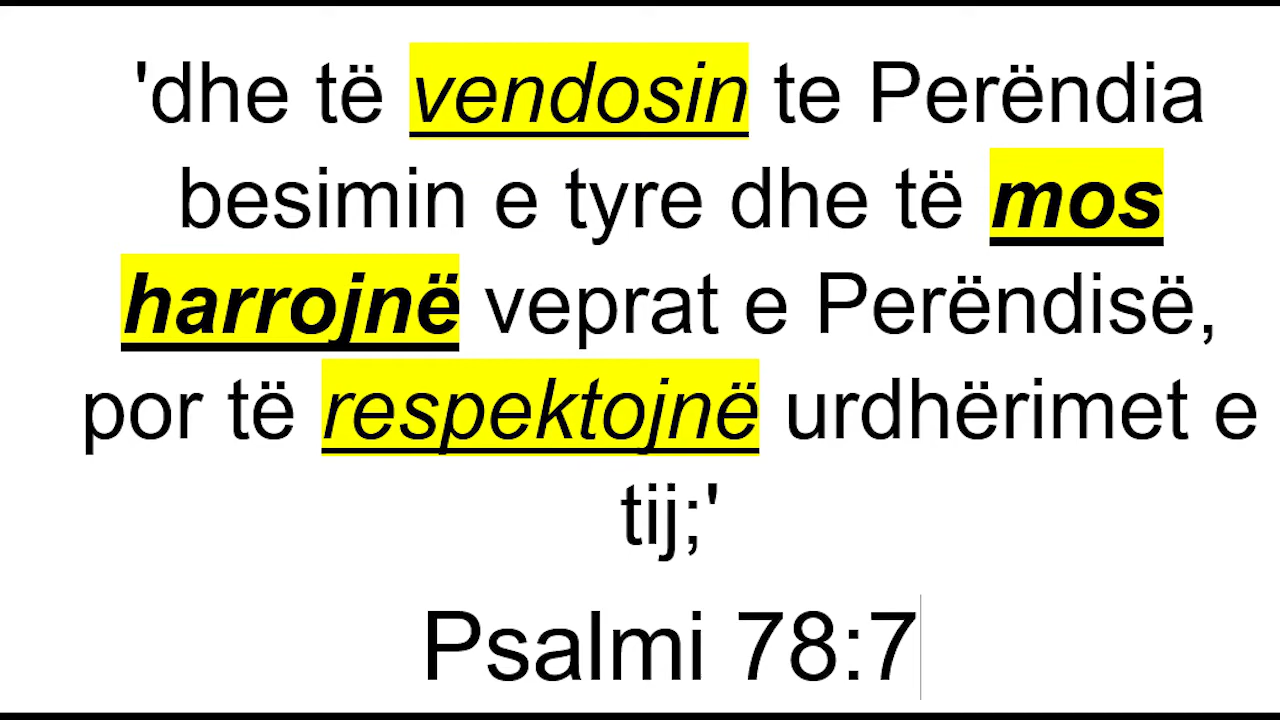 'dhe të vendosin te Perëndia
besimin e tyre dhe të mos
harrojnë veprat e Perëndisë,
por të respektojnë urdhërimet e
tij;'
Psalmi 78:7